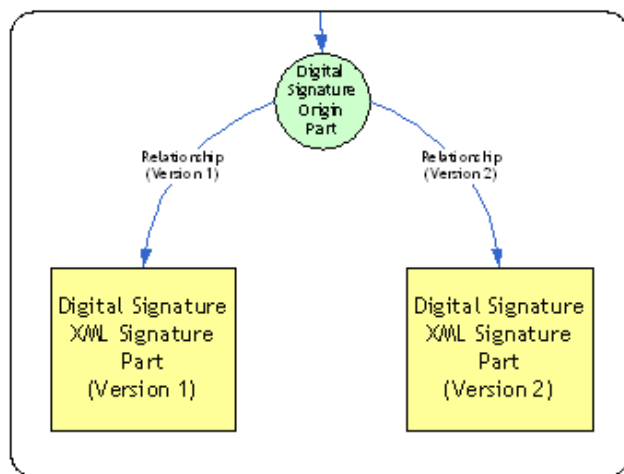 Digital
Signature
Origin
Part
Relationship
(Version 1)
Relationship
(Version 2)
Digital Signature
XML Signature
Part
(Version 1)
Digital Signature
XML Signature
Part
(Version 2)